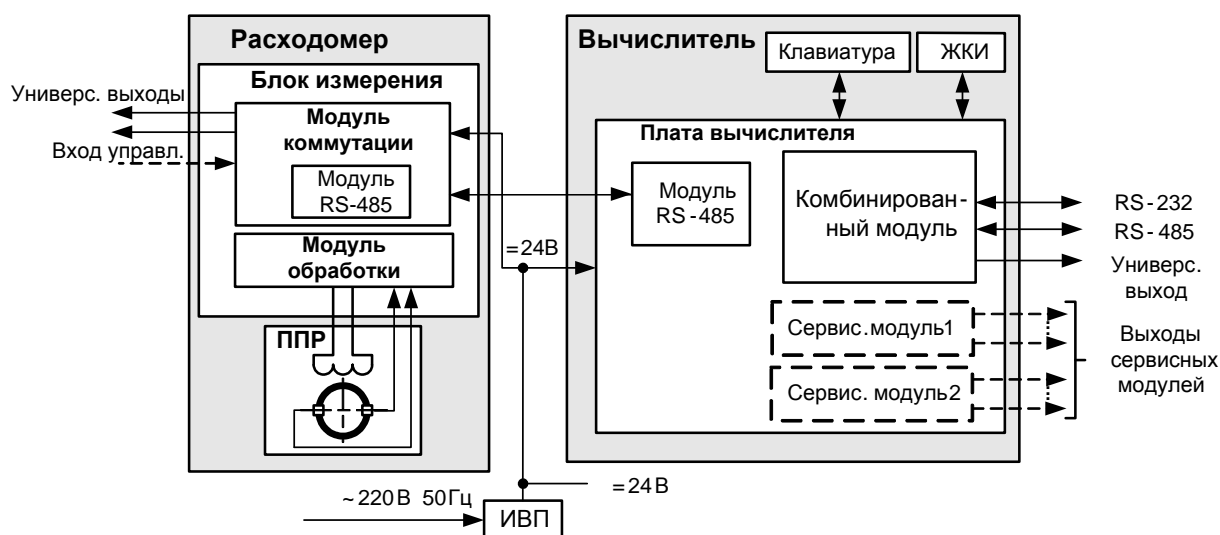 Расходомер
Блок измерения
Универс. выходы
Вход управл.
Модуль
коммутации
Модуль
RS-485
Модуль
обработки
ППР
Вычислитель
Клавиатура
ЖКИ
Плата вычислителя
Модуль
RS-485
Комбинирован-
ный модуль
RS-232
RS-485
Универс.
выход
=24В
Сервис.модуль1
Сервис. модуль2
Выходы
сервисных
модулей
=24В
~220В 50Гц
ИВП